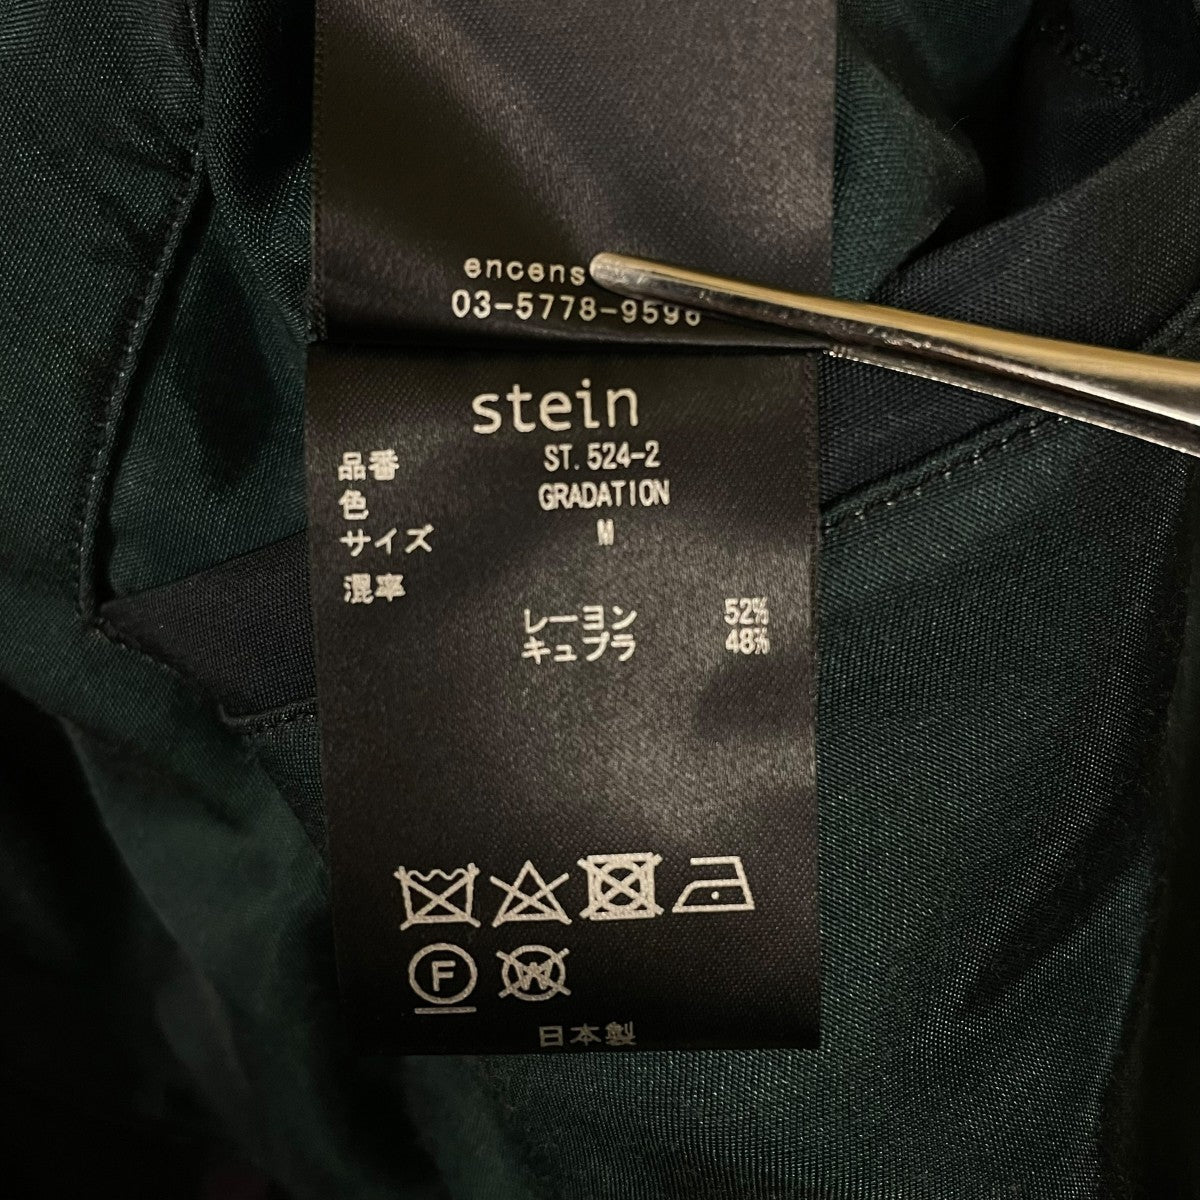 encens
03-5778-9596
stein
品番 ST.524-2
色 GRADATION
サイズ M
混率
レーヨン 52%
キュプラ 48%
F
W
日本製